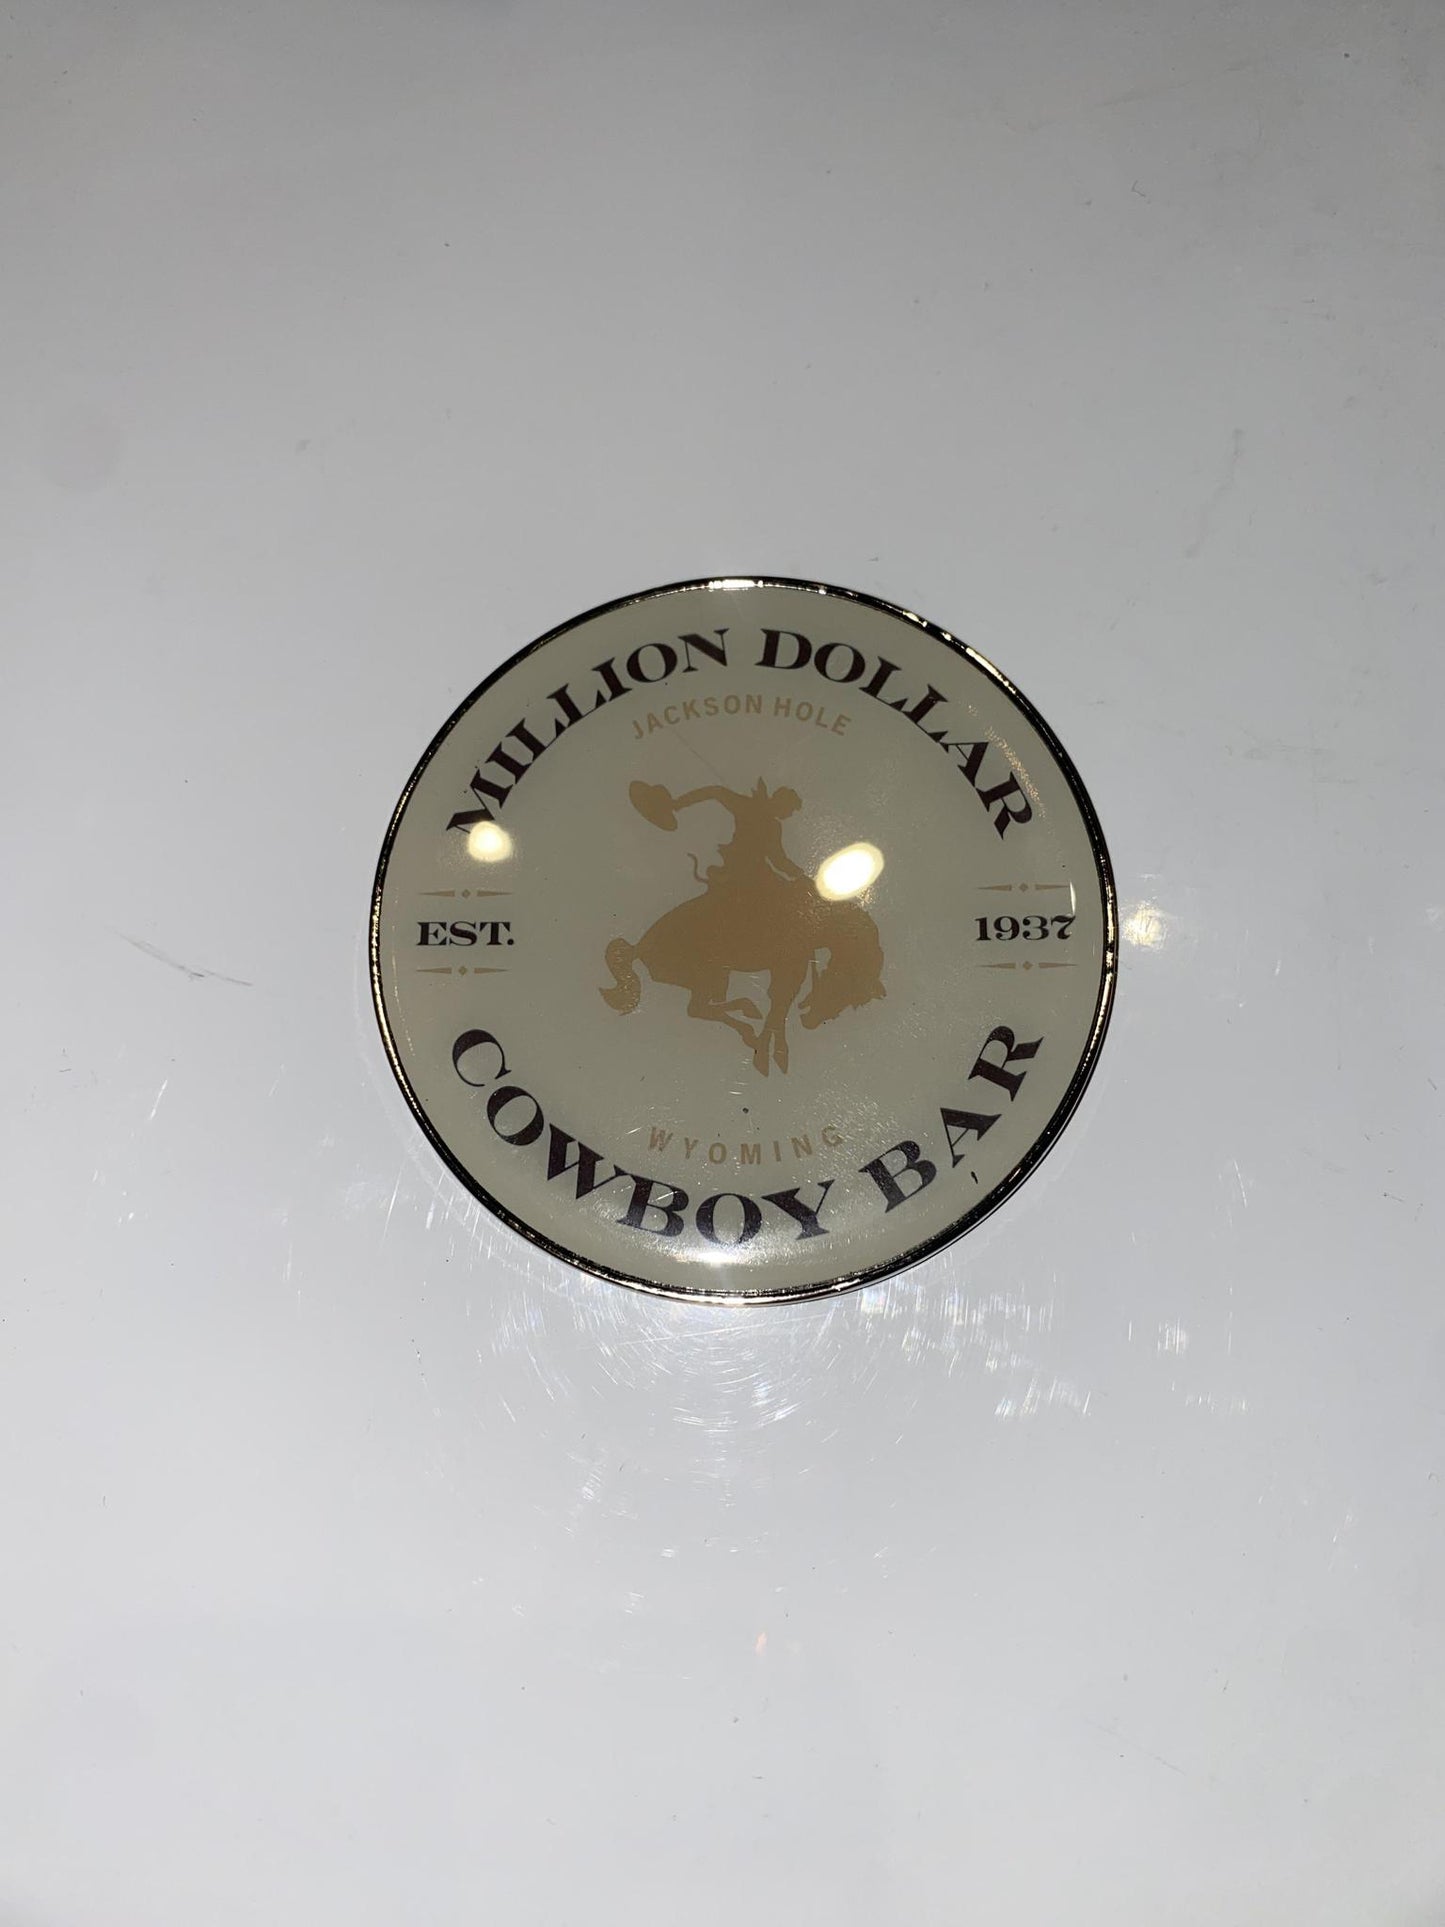 MILLION DOLLAR
JACKSON HOLE
EST.
1937
WYOMING
COWBOY BAR